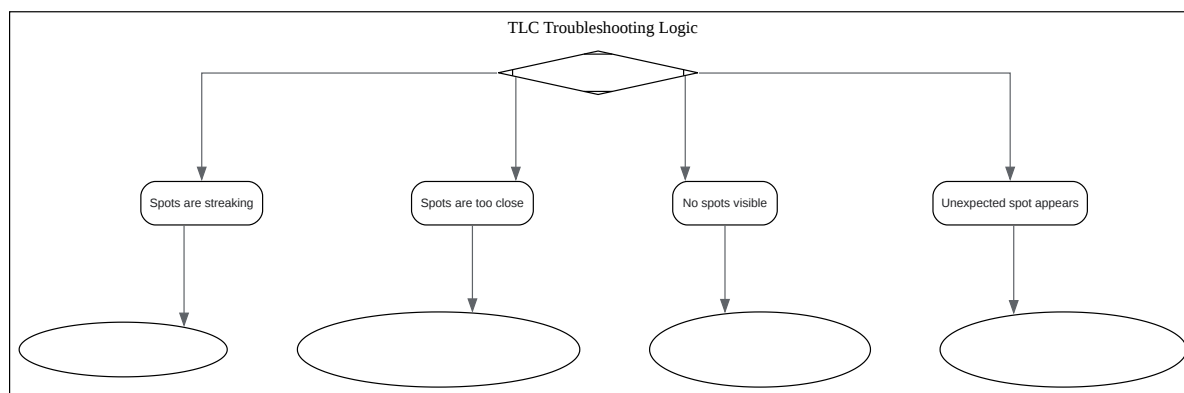 TLC Troubleshooting Logic
Spots are streaking
Spots are too close
No spots visible
Unexpected spot appears